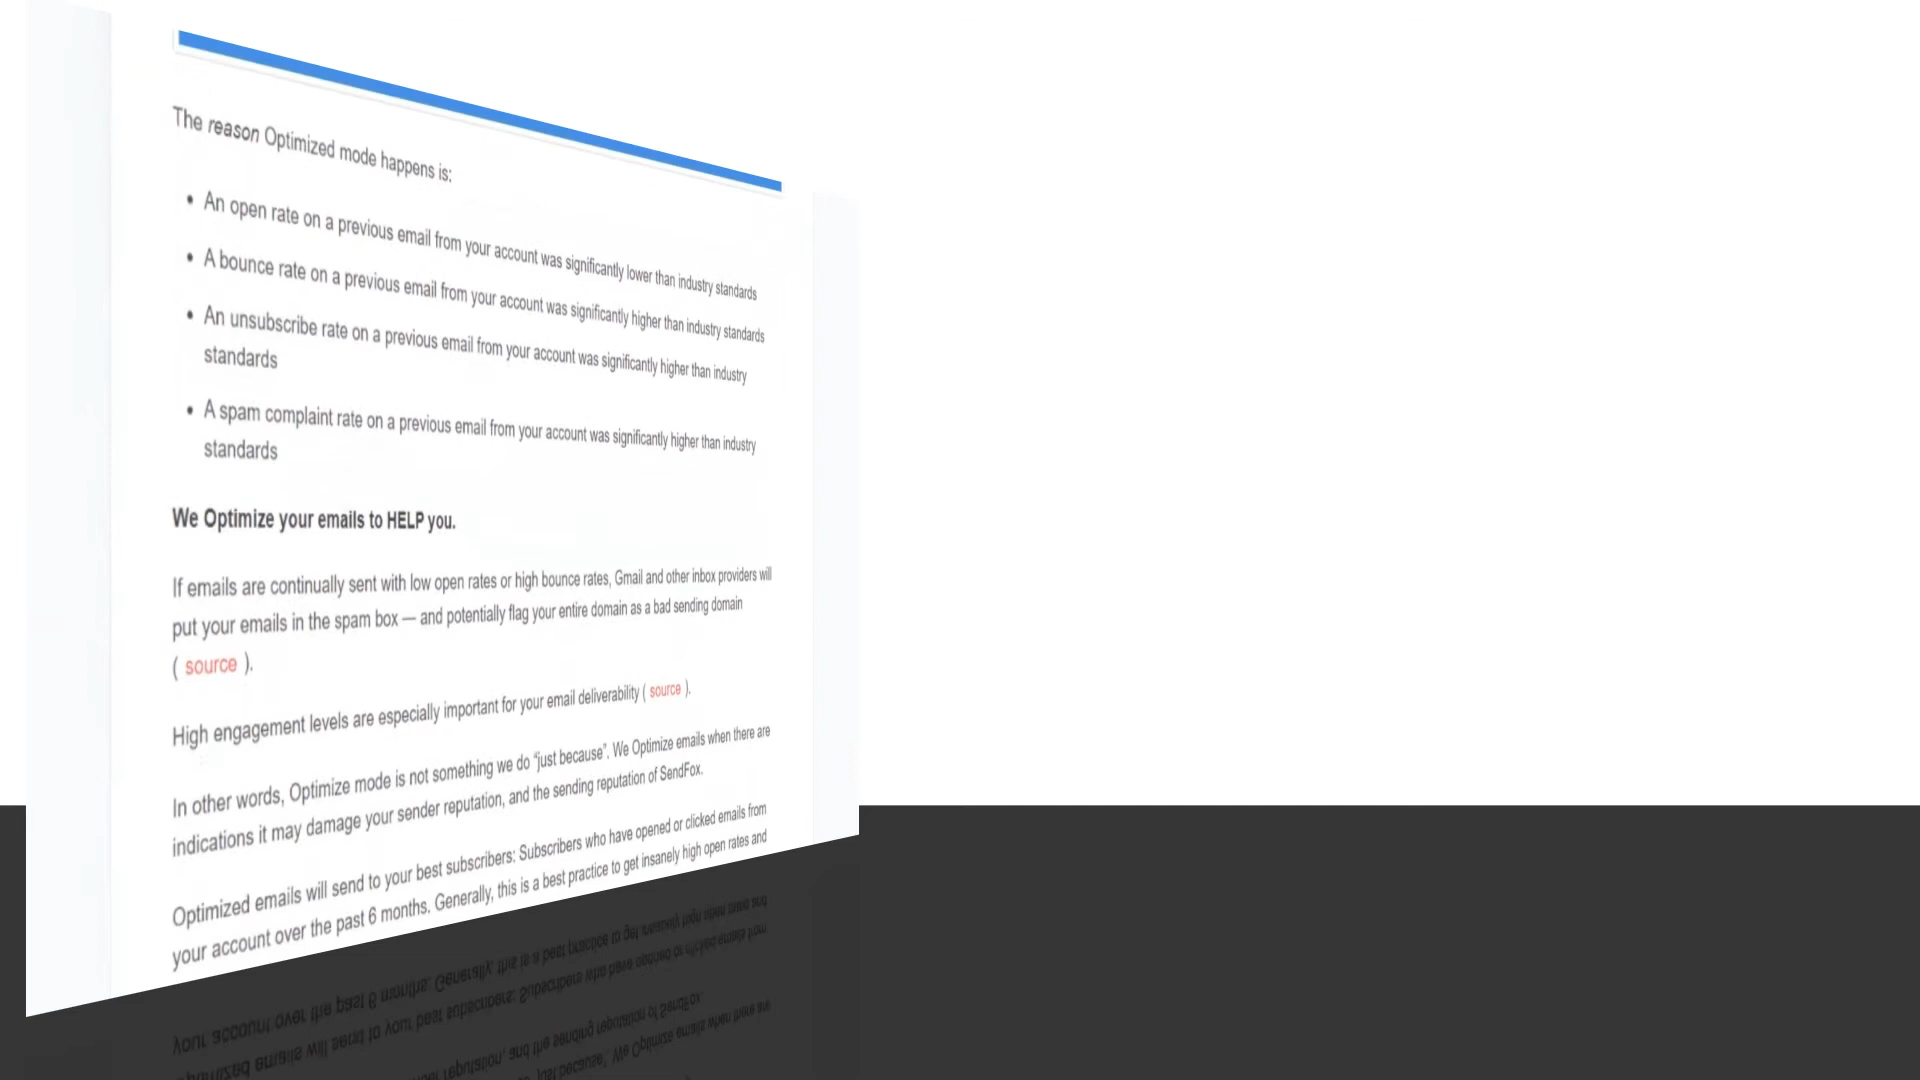 The reason Optimized mode happens is:
• An open rate on a previous email from your account was significantly lower than industry standards
• A bounce rate on a previous email from your account was significantly higher than industry standards
• An unsubscribe rate on a previous email from your account was significantly higher than industry
standards
• A spam complaint rate on a previous email from your account was significantly higher than industry
standards
We Optimize your emails to HELP you.
If emails are continually sent with low open rates or high bounce rates, Gmail and other inbox providers will
put your emails in the spam box — and potentially flag your entire domain as a bad sending domain
( source ).
High engagement levels are especially important for your email deliverability ( source ).
In other words, Optimize mode is not something we do “just because”. We Optimize emails when there are
indications it may damage your sender reputation, and the sending reputation of SendFox.
Optimized emails will send to your best subscribers: Subscribers who have opened or clicked emails from
your account over the past 6 months. Generally, this is a best practice to get insanely high open rates and